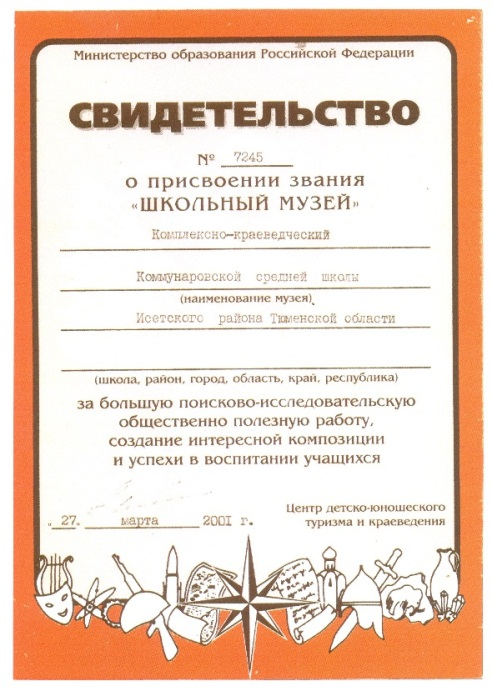 Министерство образования Российской Федерации
СВИДЕТЕЛЬСТВО
№ 7245
о присвоении звания
«ШКОЛЬНЫЙ МУЗЕЙ»
Комплексно-краеведческий
Коммунаровской средней школы
(наименование музея)
Исетского района Тюменской области
(школа, район, город, область, край, республика)
за большую поисково-исследовательскую
общественно полезную работу,
создание интересной композиции
и успехи в воспитании учащихся
Центр детско-юношеского
туризма и краеведения
„ 27. марта 2001 г.